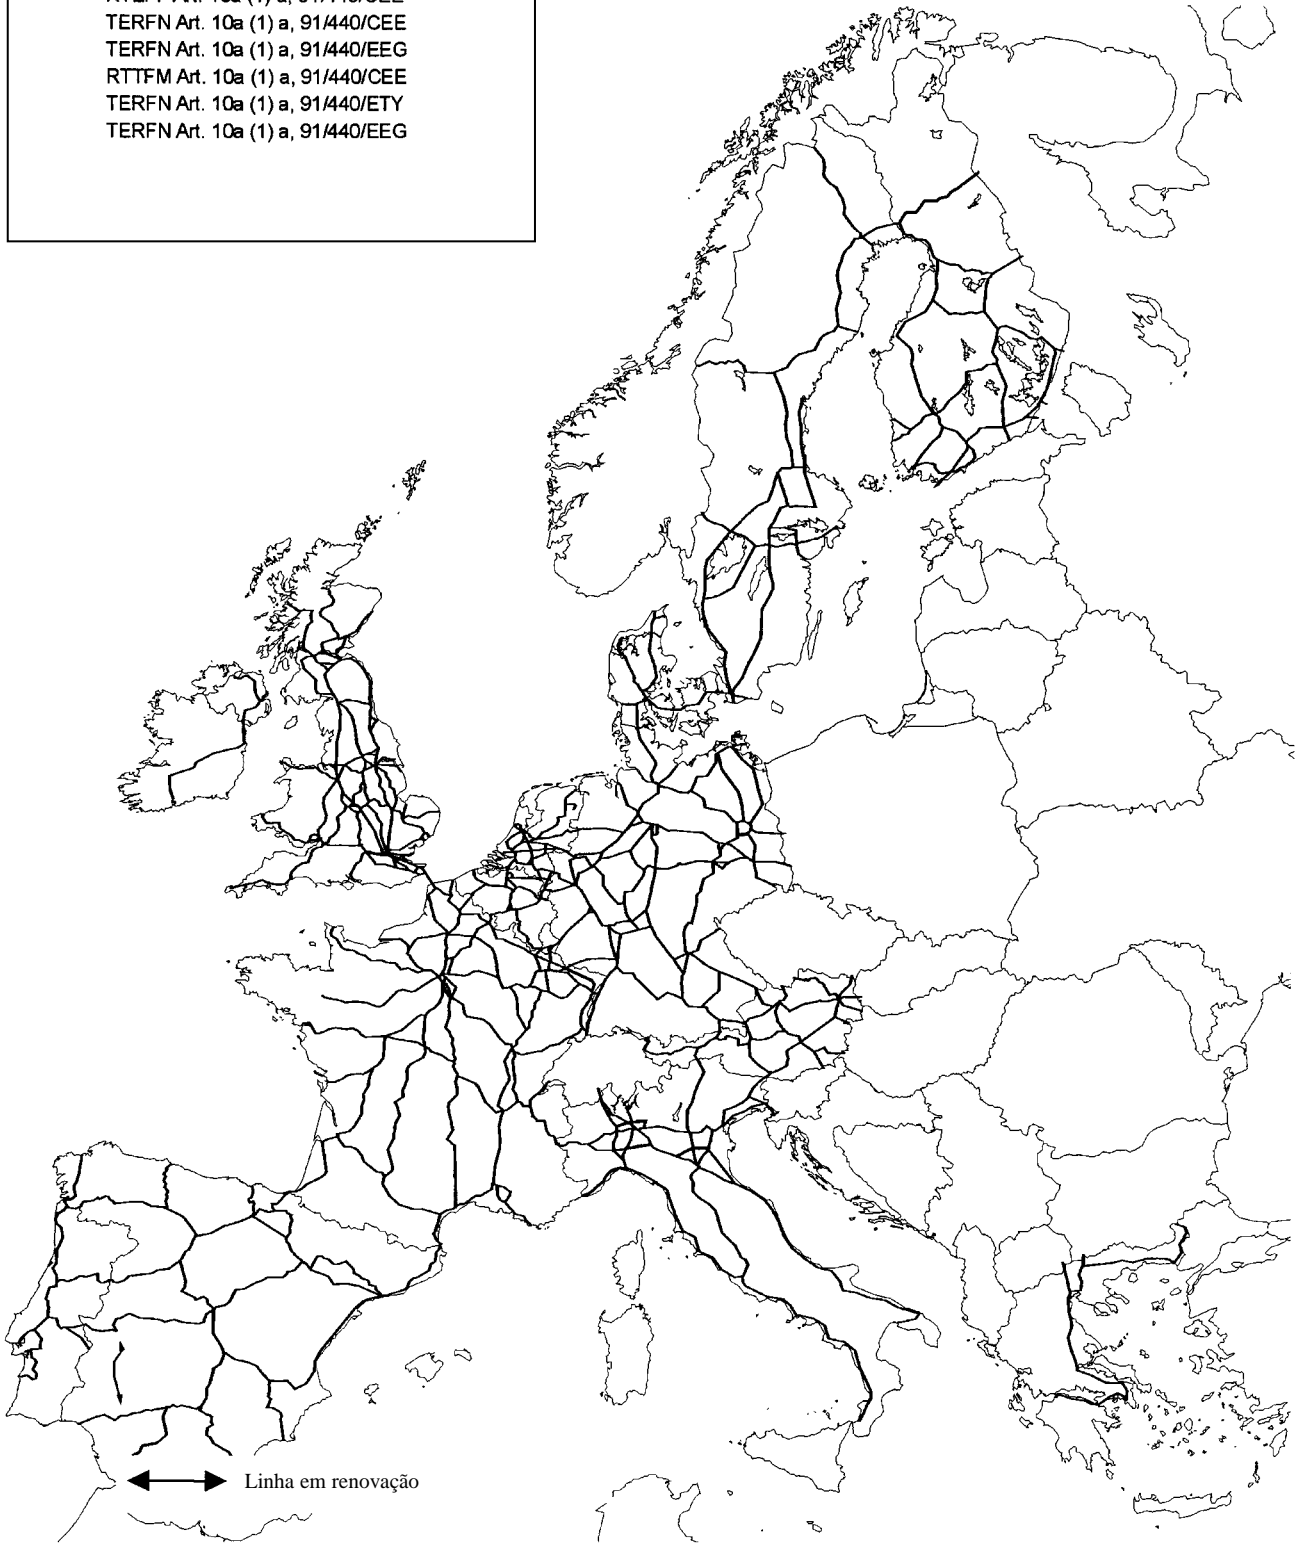 TERFN Art. 10a (1) a, 91/440/CEE
TERFN Art. 10a (1) a, 91/440/EEG
RTTFM Art. 10a (1) a, 91/440/CEE
TERFN Art. 10a (1) a, 91/440/ETY
TERFN Art. 10a (1) a, 91/440/EEG
Linha em renovação